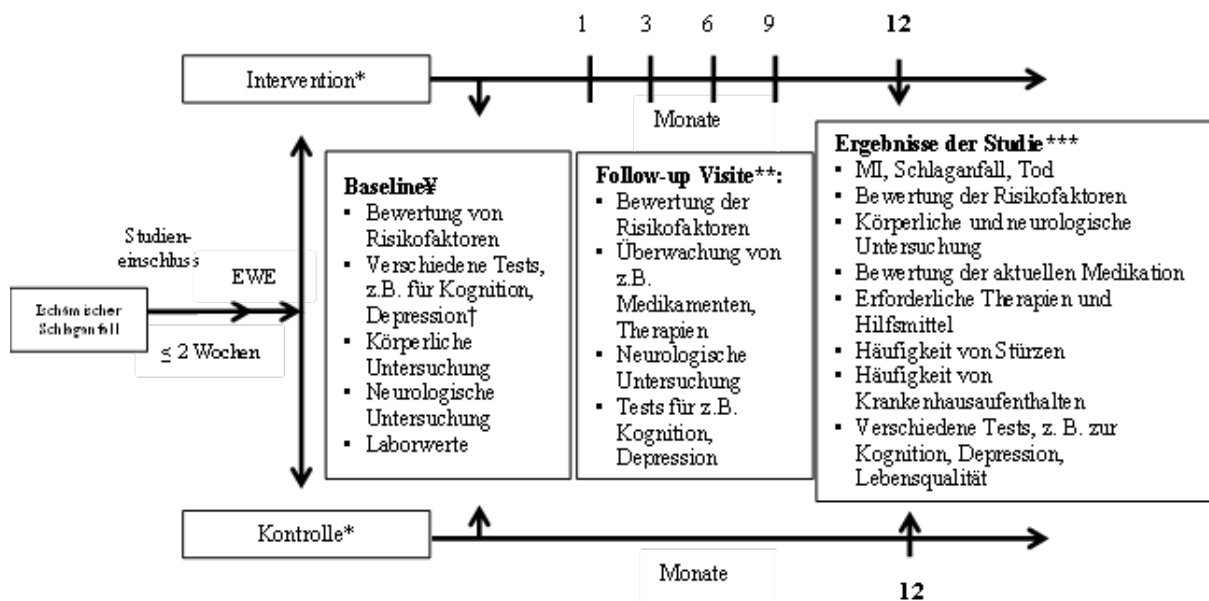 1 3 6 9 12
Intervention*
Monate
Studien-
einschluss
EWE
Ischämischer
Schlaganfall
≤ 2 Wochen
Baseline¥
▪ Bewertung von
Risikofaktoren
▪ Verschiedene Tests,
z.B. für Kognition,
Depression†
▪ Körperliche
Untersuchung
▪ Neurologische
Untersuchung
▪ Laborwerte
Follow-up Visite**:
▪ Bewertung der
Risikofaktoren
▪ Überwachung von
z.B.
Medikamenten,
Therapien
▪ Neurologische
Untersuchung
▪ Tests für z.B.
Kognition,
Depression
Ergebnisse der Studie***
▪ MI, Schlaganfall, Tod
▪ Bewertung der Risikofaktoren
▪ Körperliche und neurologische
Untersuchung
▪ Bewertung der aktuellen Medikation
▪ Erforderliche Therapien und
Hilfsmittel
▪ Häufigkeit von Stürzen
▪ Häufigkeit von
Krankenhausaufenthalten
▪ Verschiedene Tests, z. B. zur
Kognition, Depression,
Lebensqualität
Kontrolle*
Monate
12